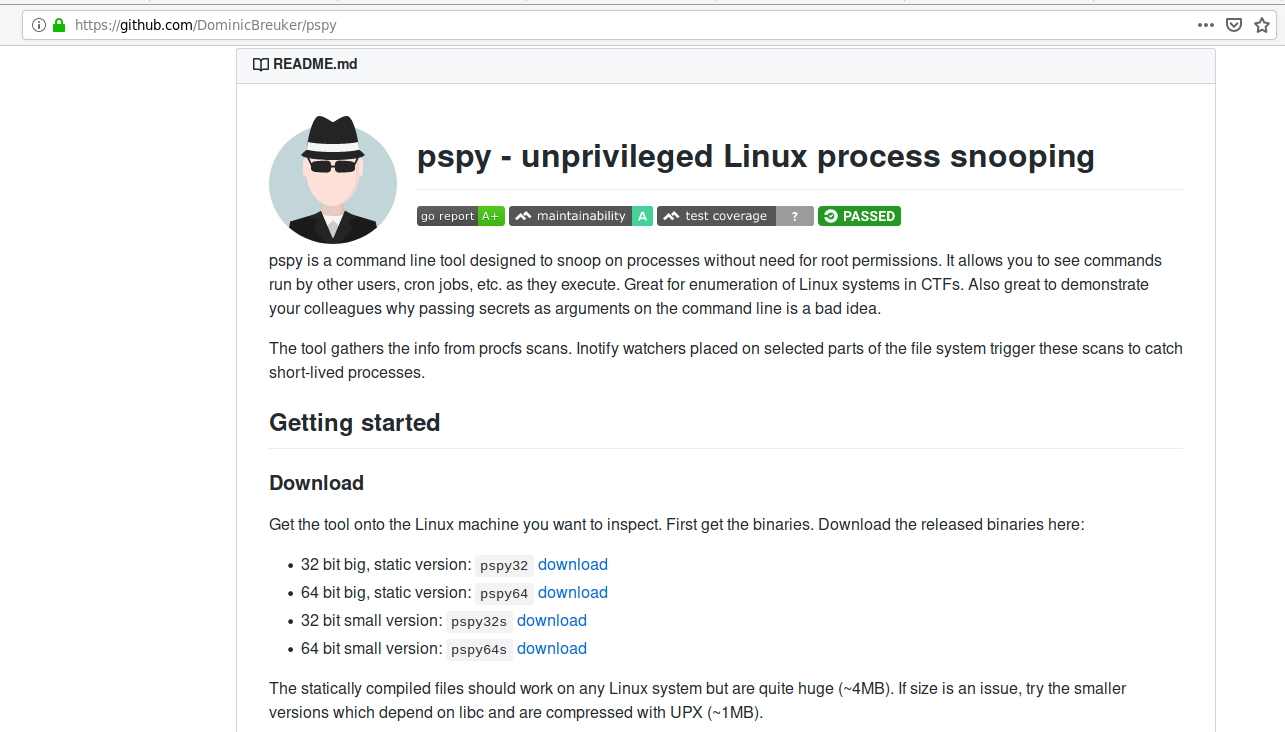 https://github.com/DominicBreuker/pspy
README.md
pspy - unprivileged Linux process snooping
go report A+ maintainability A test coverage ? PASSED
pspy is a command line tool designed to snoop on processes without need for root permissions. It allows you to see commands
run by other users, cron jobs, etc. as they execute. Great for enumeration of Linux systems in CTFs. Also great to demonstrate
your colleagues why passing secrets as arguments on the command line is a bad idea.
The tool gathers the info from procfs scans. Inotify watchers placed on selected parts of the file system trigger these scans to catch
short-lived processes.
Getting started
Download
Get the tool onto the Linux machine you want to inspect. First get the binaries. Download the released binaries here:
• 32 bit big, static version: pspy32 download
• 64 bit big, static version: pspy64 download
• 32 bit small version: pspy32s download
• 64 bit small version: pspy64s download
The statically compiled files should work on any Linux system but are quite huge (~4MB). If size is an issue, try the smaller
versions which depend on libc and are compressed with UPX (~1MB).